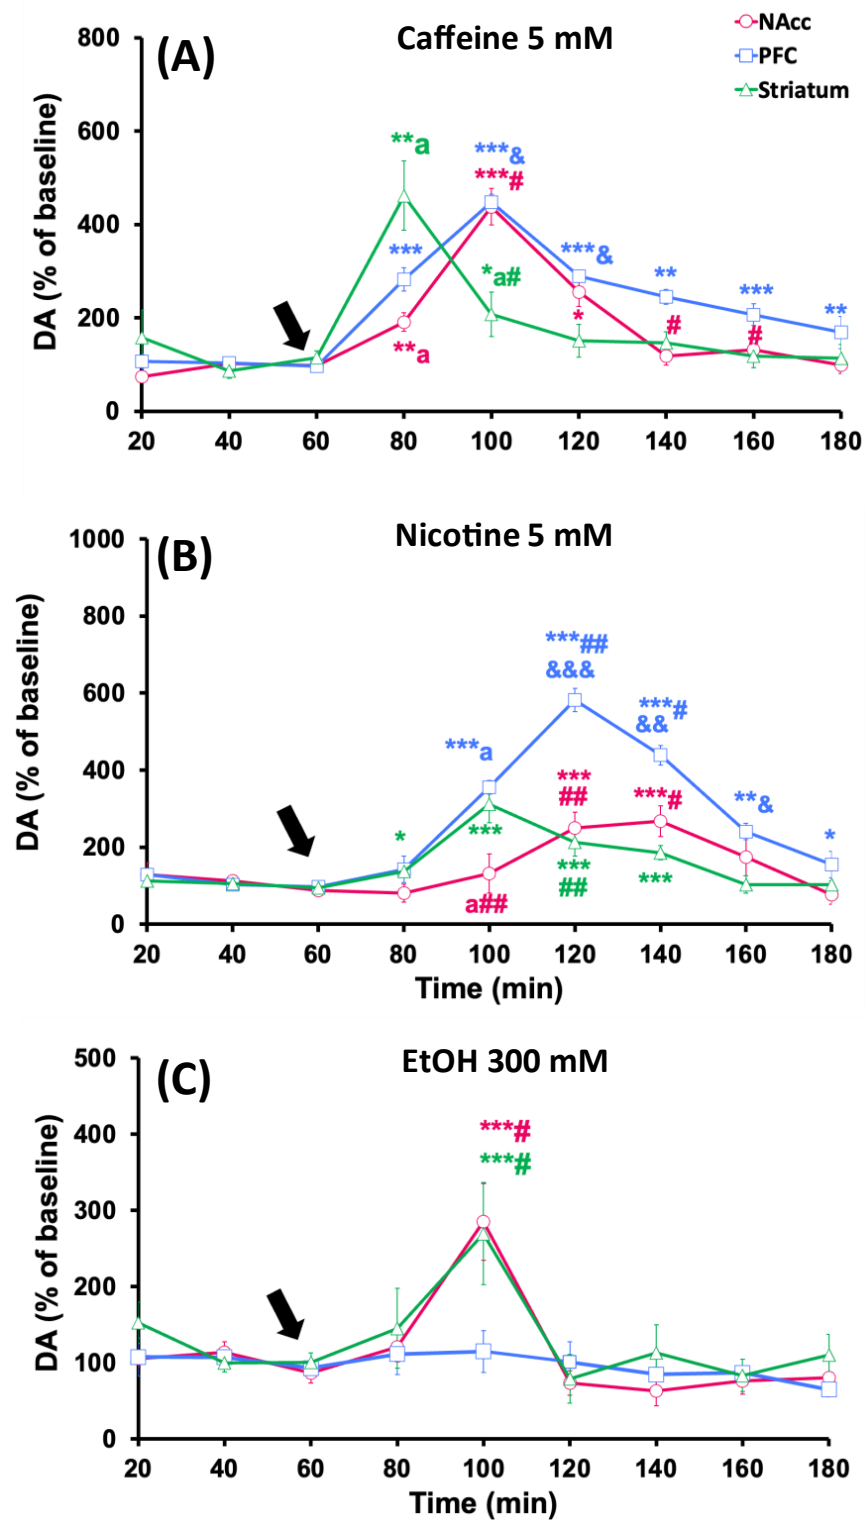 (A)
Caffeine 5 mM
NAcc
PFC
Striatum
DA (% of baseline)
800
600
400
200
0
**a
***&
***#
***
*a#
***&
**
***
**
**a
*
#
#
20 40 60 80 100 120 140 160 180
(B)
Nicotine 5 mM
DA (% of baseline)
1000
800
600
400
200
0
***##
&&&
***#
&&
***a
**&
*
***
##
***#
*
***
***
##
***
a##
20 40 60 80 100 120 140 160 180
Time (min)
(C)
EtOH 300 mM
DA (% of baseline)
500
400
300
200
100
0
***#
***#
20 40 60 80 100 120 140 160 180
Time (min)